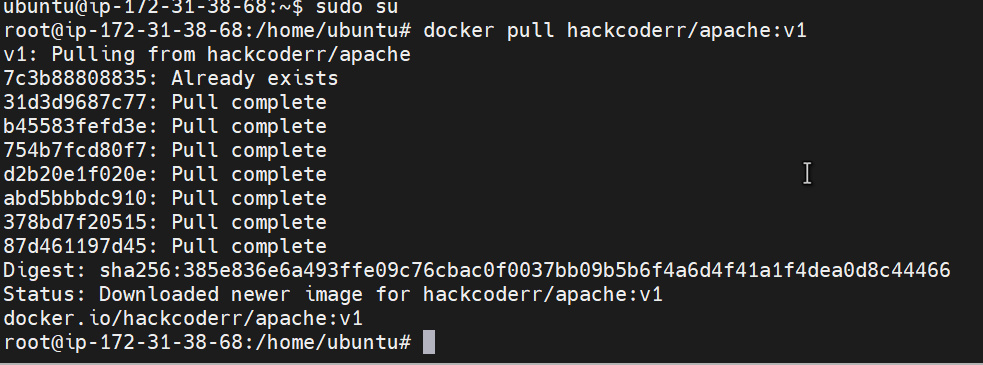 ubuntu@ip-172-31-38-68:~$ sudo su
root@ip-172-31-38-68:/home/ubuntu# docker pull hackcoderr/apache:v1
v1: Pulling from hackcoderr/apache
7c3b88808835: Already exists
31d3d9687c77: Pull complete
b45583fefd3e: Pull complete
754b7fcd80f7: Pull complete
d2b20e1f020e: Pull complete
abd5bbbdc910: Pull complete
378bd7f20515: Pull complete
87d461197d45: Pull complete
Digest: sha256:385e836e6a493ffe09c76cbac0f0037bb09b5b6f4a6d4f41a1f4dea0d8c44466
Status: Downloaded newer image for hackcoderr/apache:v1
docker.io/hackcoderr/apache:v1
root@ip-172-31-38-68:/home/ubuntu#